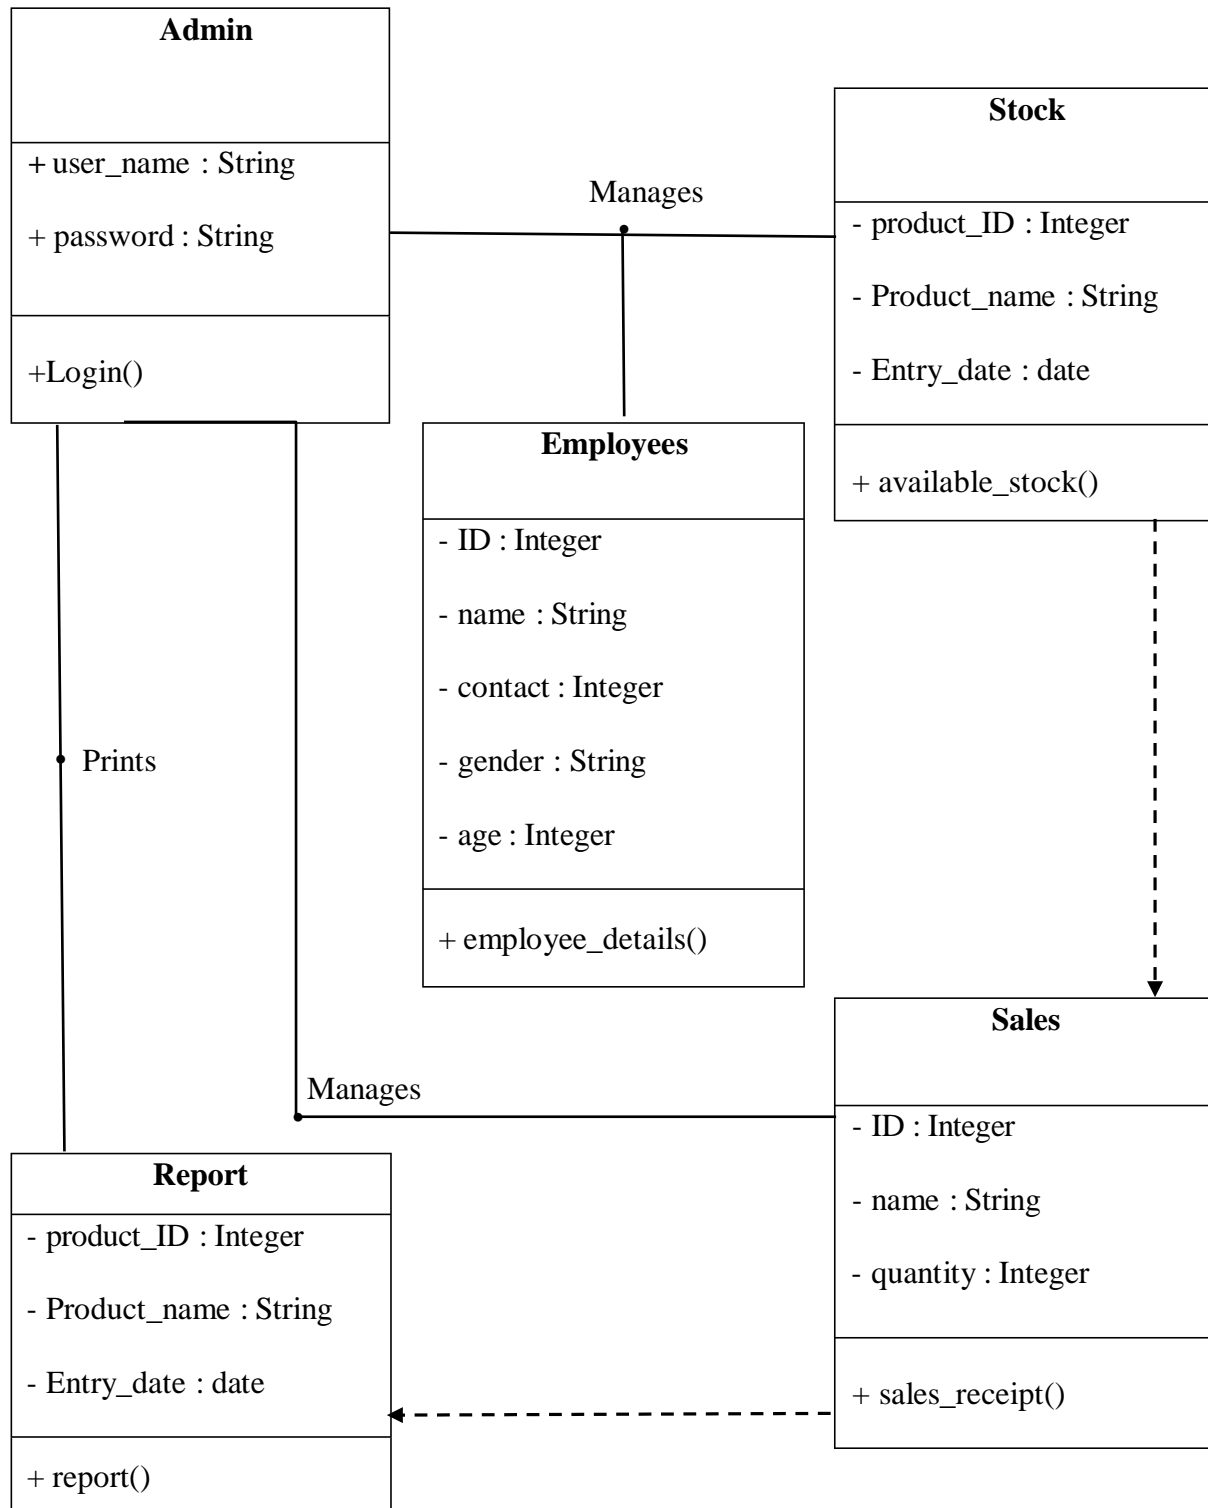 Admin
+ user_name : String
+ password : String
+Login()
Manages
Stock
- product_ID : Integer
- Product_name : String
- Entry_date : date
+ available_stock()
Employees
- ID : Integer
- name : String
- contact : Integer
- gender : String
- age : Integer
+ employee_details()
Prints
Manages
Sales
- ID : Integer
- name : String
- quantity : Integer
+ sales_receipt()
Report
- product_ID : Integer
- Product_name : String
- Entry_date : date
+ report()